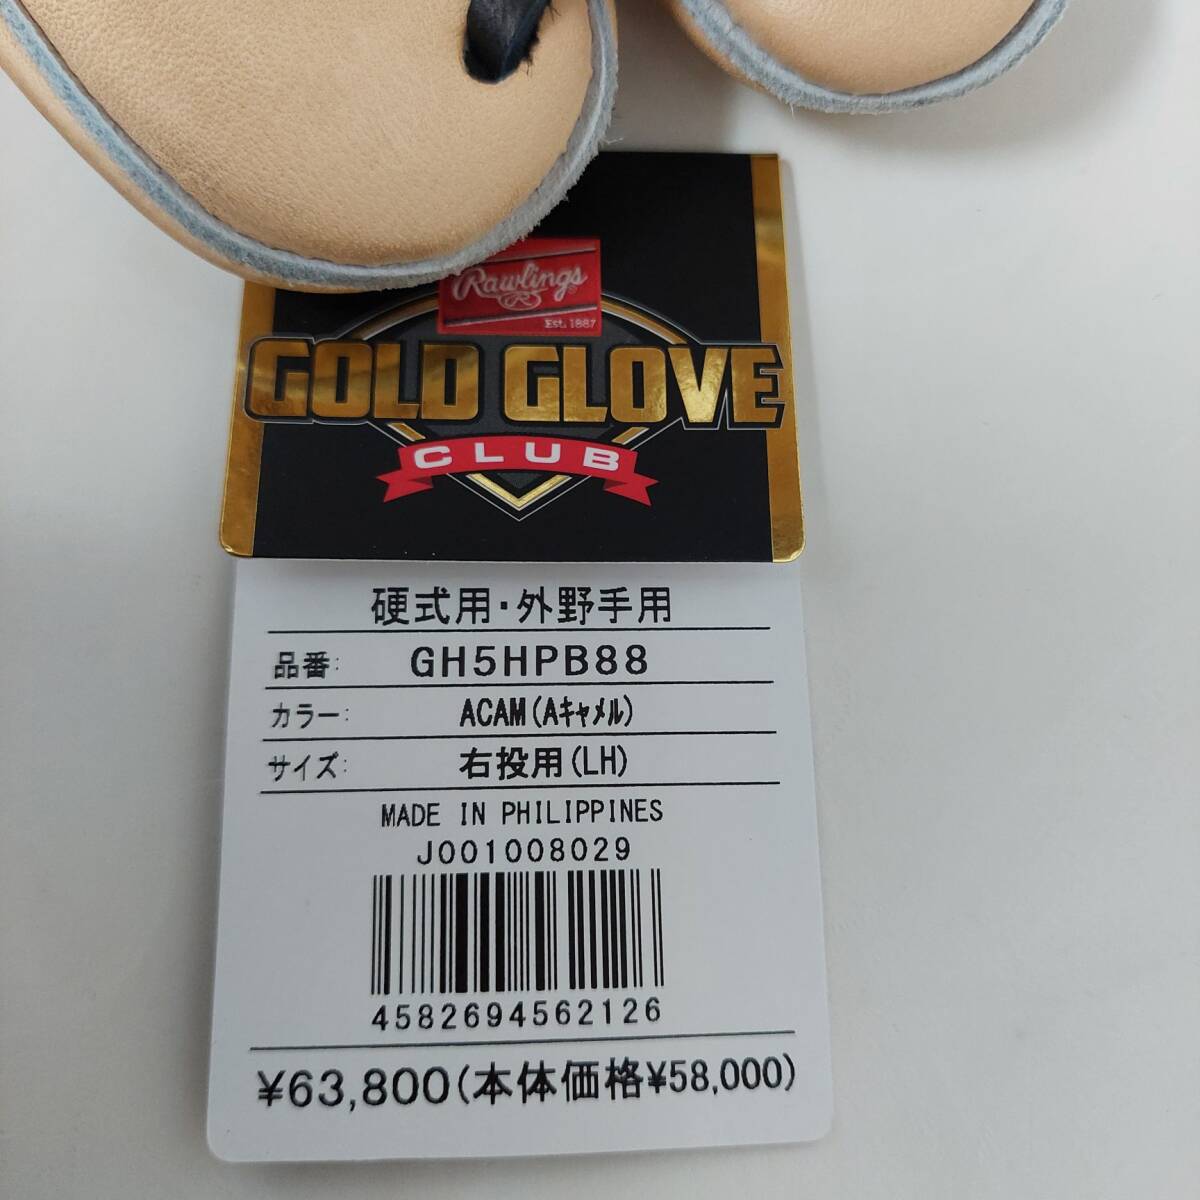 Rawlings
R
Est. 1887
GOLD GLOVE
CLUB
硬式用・外野手用
品番: GH5HPB88
カラー: ACAM(Aｷｬﾒﾙ)
サイズ: 右投用(LH)
MADE IN PHILIPPINES
J001008029
4582694562126
¥63,800(本体価格¥58,000)